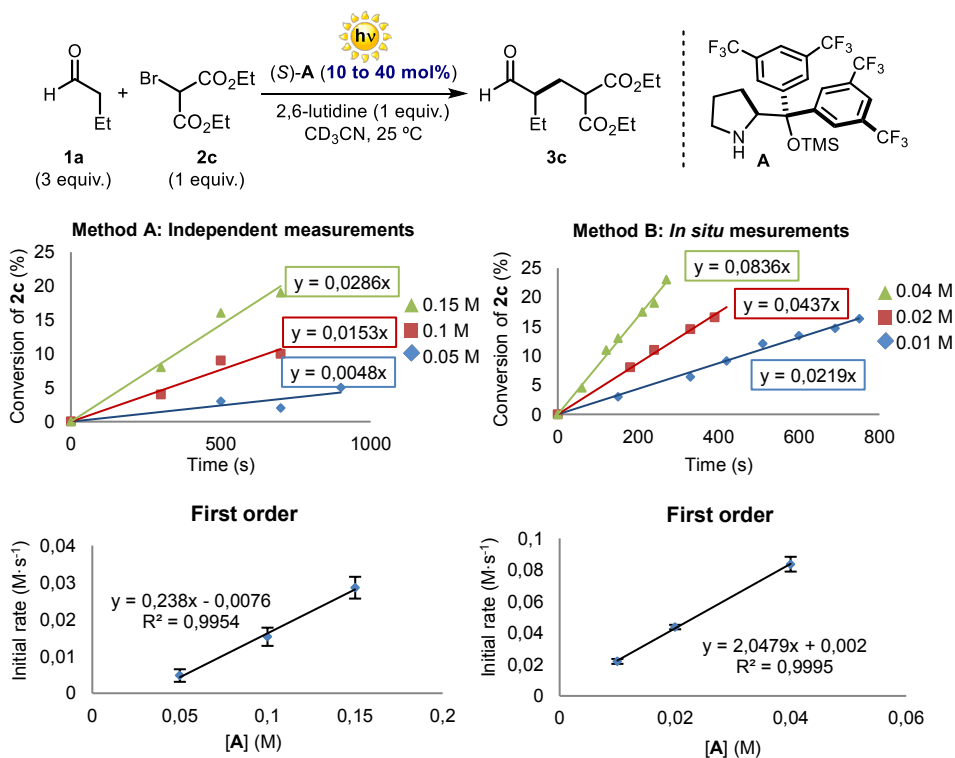 hν
(S)-A (10 to 40 mol%)
2,6-lutidine (1 equiv.)
CD₃CN, 25 ºC
O
H
Et
1a
(3 equiv.)
+
Br
CO₂Et
CO₂Et
2c
(1 equiv.)
O
H
Et
CO₂Et
CO₂Et
3c
F₃C
CF₃
CF₃
CF₃
N
H
OTMS
A
Method A: Independent measurements
Conversion of 2c (%)
25
20
15
10
5
0
0
500
1000
Time (s)
y = 0,0286x
y = 0,0153x
y = 0,0048x
0.15 M
0.1 M
0.05 M
Method B: In situ mesurements
Conversion of 2c (%)
25
20
15
10
5
0
0
200
400
600
800
Time (s)
y = 0,0836x
y = 0,0437x
y = 0,0219x
0.04 M
0.02 M
0.01 M
First order
Initial rate (M·s⁻¹)
0,04
0,03
0,02
0,01
0
0
0,05
0,1
0,15
0,2
[A] (M)
y = 0,238x - 0,0076
R² = 0,9954
First order
Initial rate (M·s⁻¹)
0,1
0,08
0,06
0,04
0,02
0
0
0,02
0,04
0,06
[A] (M)
y = 2,0479x + 0,002
R² = 0,9995